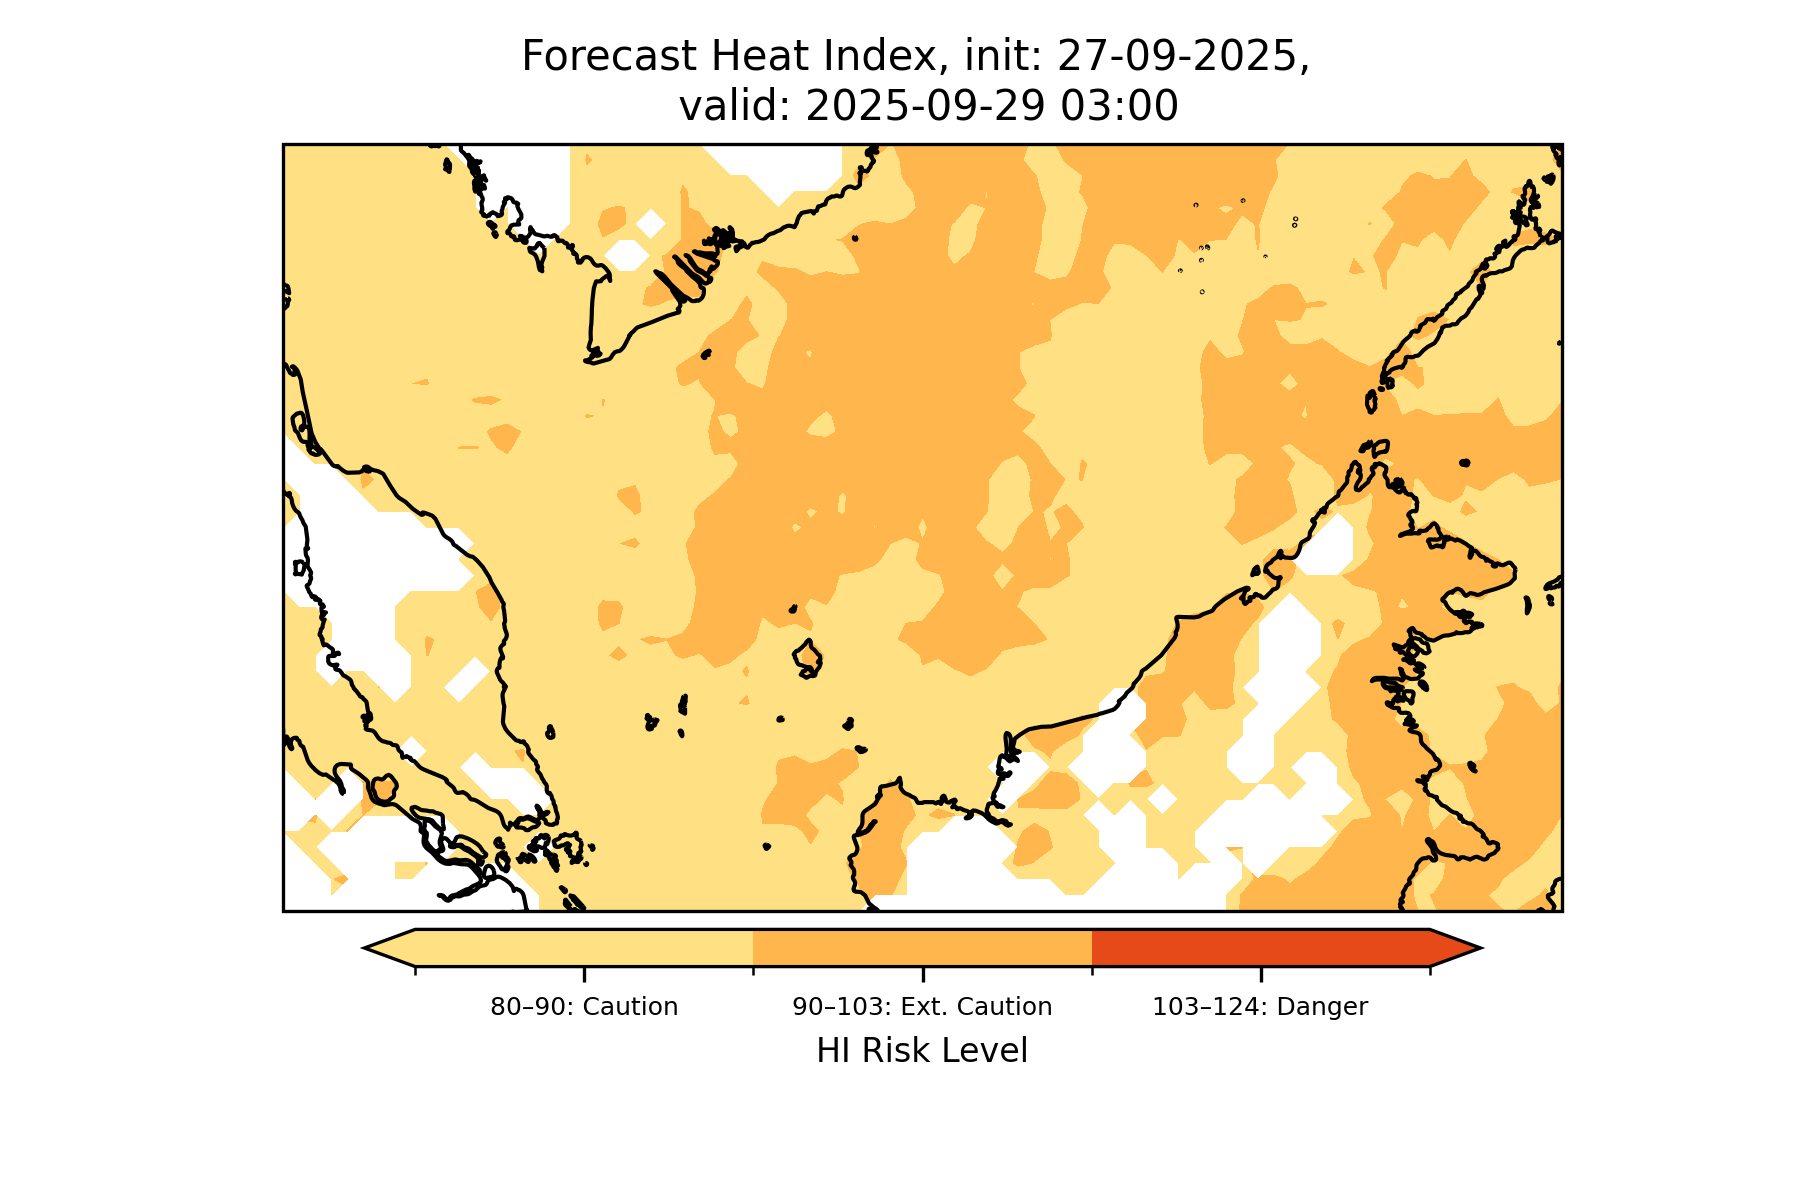 Forecast Heat Index, init: 27-09-2025,
valid: 2025-09-29 03:00
80–90: Caution
90–103: Ext. Caution
103–124: Danger
HI Risk Level